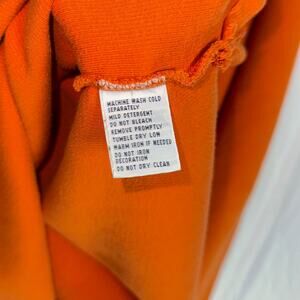 MACHINE WASH COLD
SEPARATELY
MILD DETERGENT
DO NOT BLEACH
REMOVE PROMPTLY
TUMBLE DRY LOW
WARM IRON IF NEEDED
DO NOT IRON
DECORATION
DO NOT DRY CLEAN